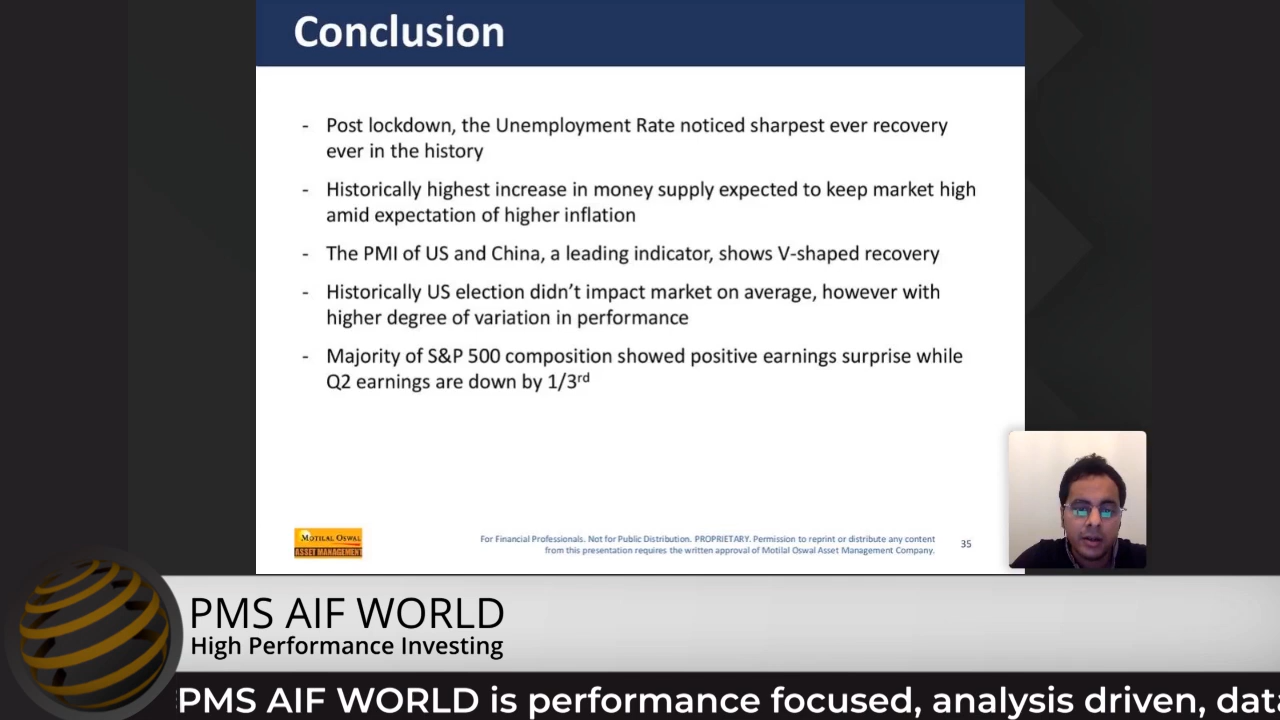 Conclusion
- Post lockdown, the Unemployment Rate noticed sharpest ever recovery
ever in the history
- Historically highest increase in money supply expected to keep market high
amid expectation of higher inflation
- The PMI of US and China, a leading indicator, shows V-shaped recovery
- Historically US election didn't impact market on average, however with
higher degree of variation in performance
- Majority of S&P 500 composition showed positive earnings surprise while
Q2 earnings are down by 1/3rd
MOTILAL OSWAL
ASSET MANAGEMENT
For Financial Professionals. Not for Public Distribution. PROPRIETARY. Permission to reprint or distribute any content
from this presentation requires the written approval of Motilal Oswal Asset Management Company.
35
PMS AIF WORLD
High Performance Investing
PMS AIF WORLD is performance focused, analysis driven, data